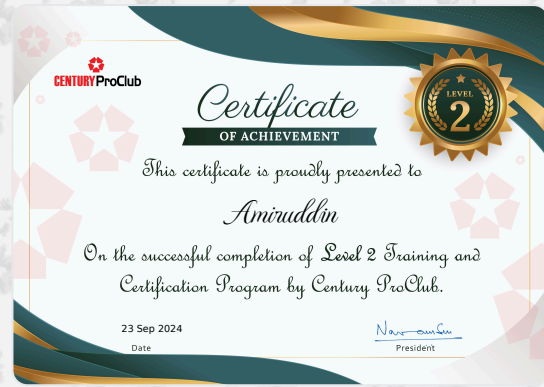 CENTURY ProClub
Certificate
OF ACHIEVEMENT
LEVEL
2
This certificate is proudly presented to
Amiruddin
On the successful completion of Level 2 Training and
Certification Program by Century ProClub.
23 Sep 2024
Date
President